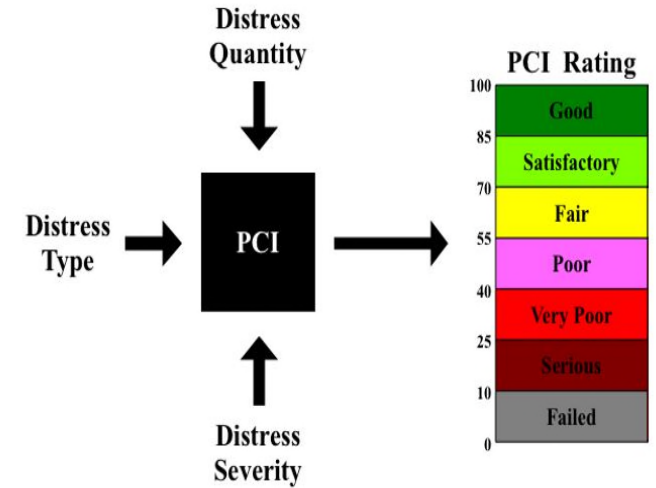 Distress
Quantity
Distress
Type
PCI
Distress
Severity
PCI Rating
100
Good
85
Satisfactory
70
Fair
55
Poor
40
Very Poor
25
Serious
10
Failed
0